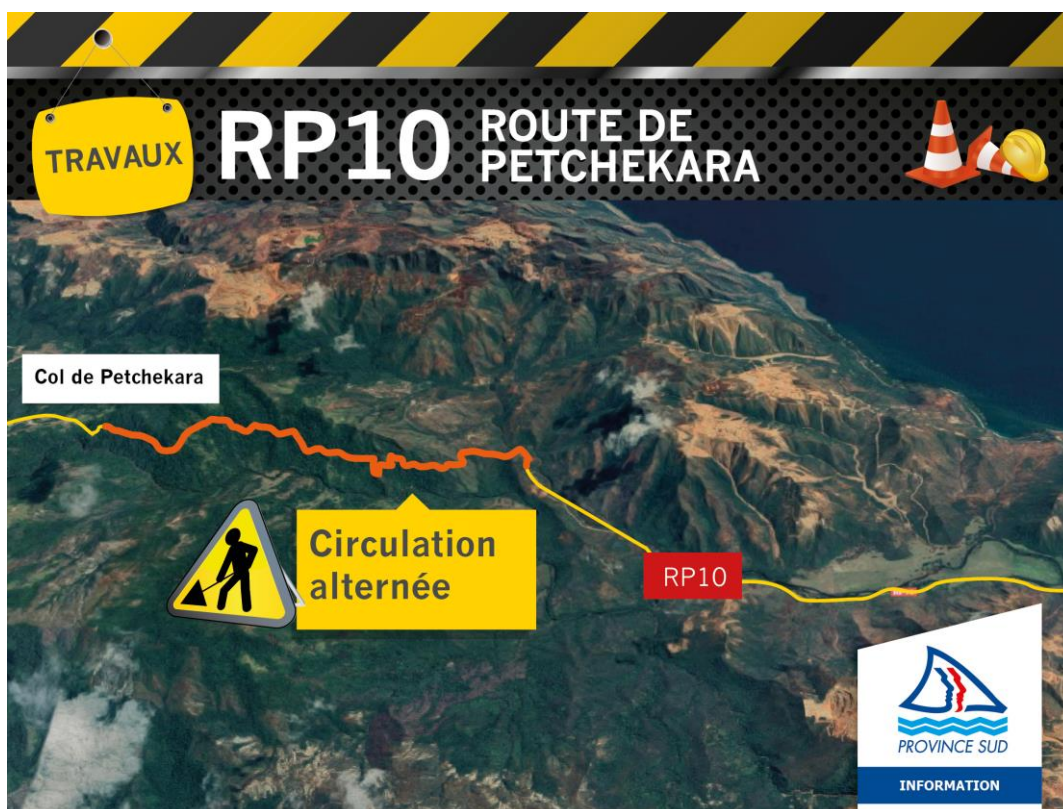 TRAVAUX
RP10
ROUTE DE
PETCHEKARA
Col de Petchekara
Circulation
alternée
RP10
PROVINCE SUD
INFORMATION